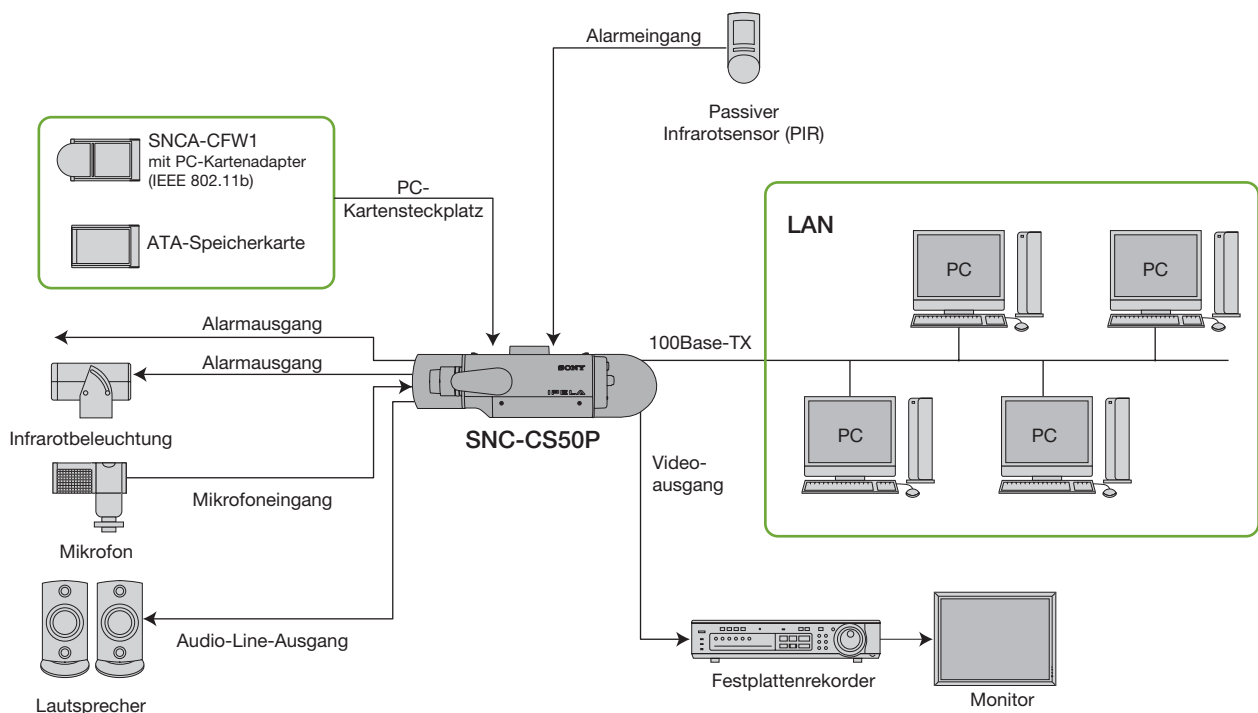 Alarmeingang
Passiver
Infrarotsensor (PIR)
SNCA-CFW1
mit PC-Kartenadapter
(IEEE 802.11b)
ATA-Speicherkarte
PC-
Kartensteckplatz
LAN
PC
PC
PC
PC
Alarmausgang
Alarmausgang
100Base-TX
SONY
IPELA
SNC-CS50P
Infrarotbeleuchtung
Mikrofoneingang
Mikrofon
Video-
ausgang
Audio-Line-Ausgang
Lautsprecher
Festplattenrekorder
Monitor